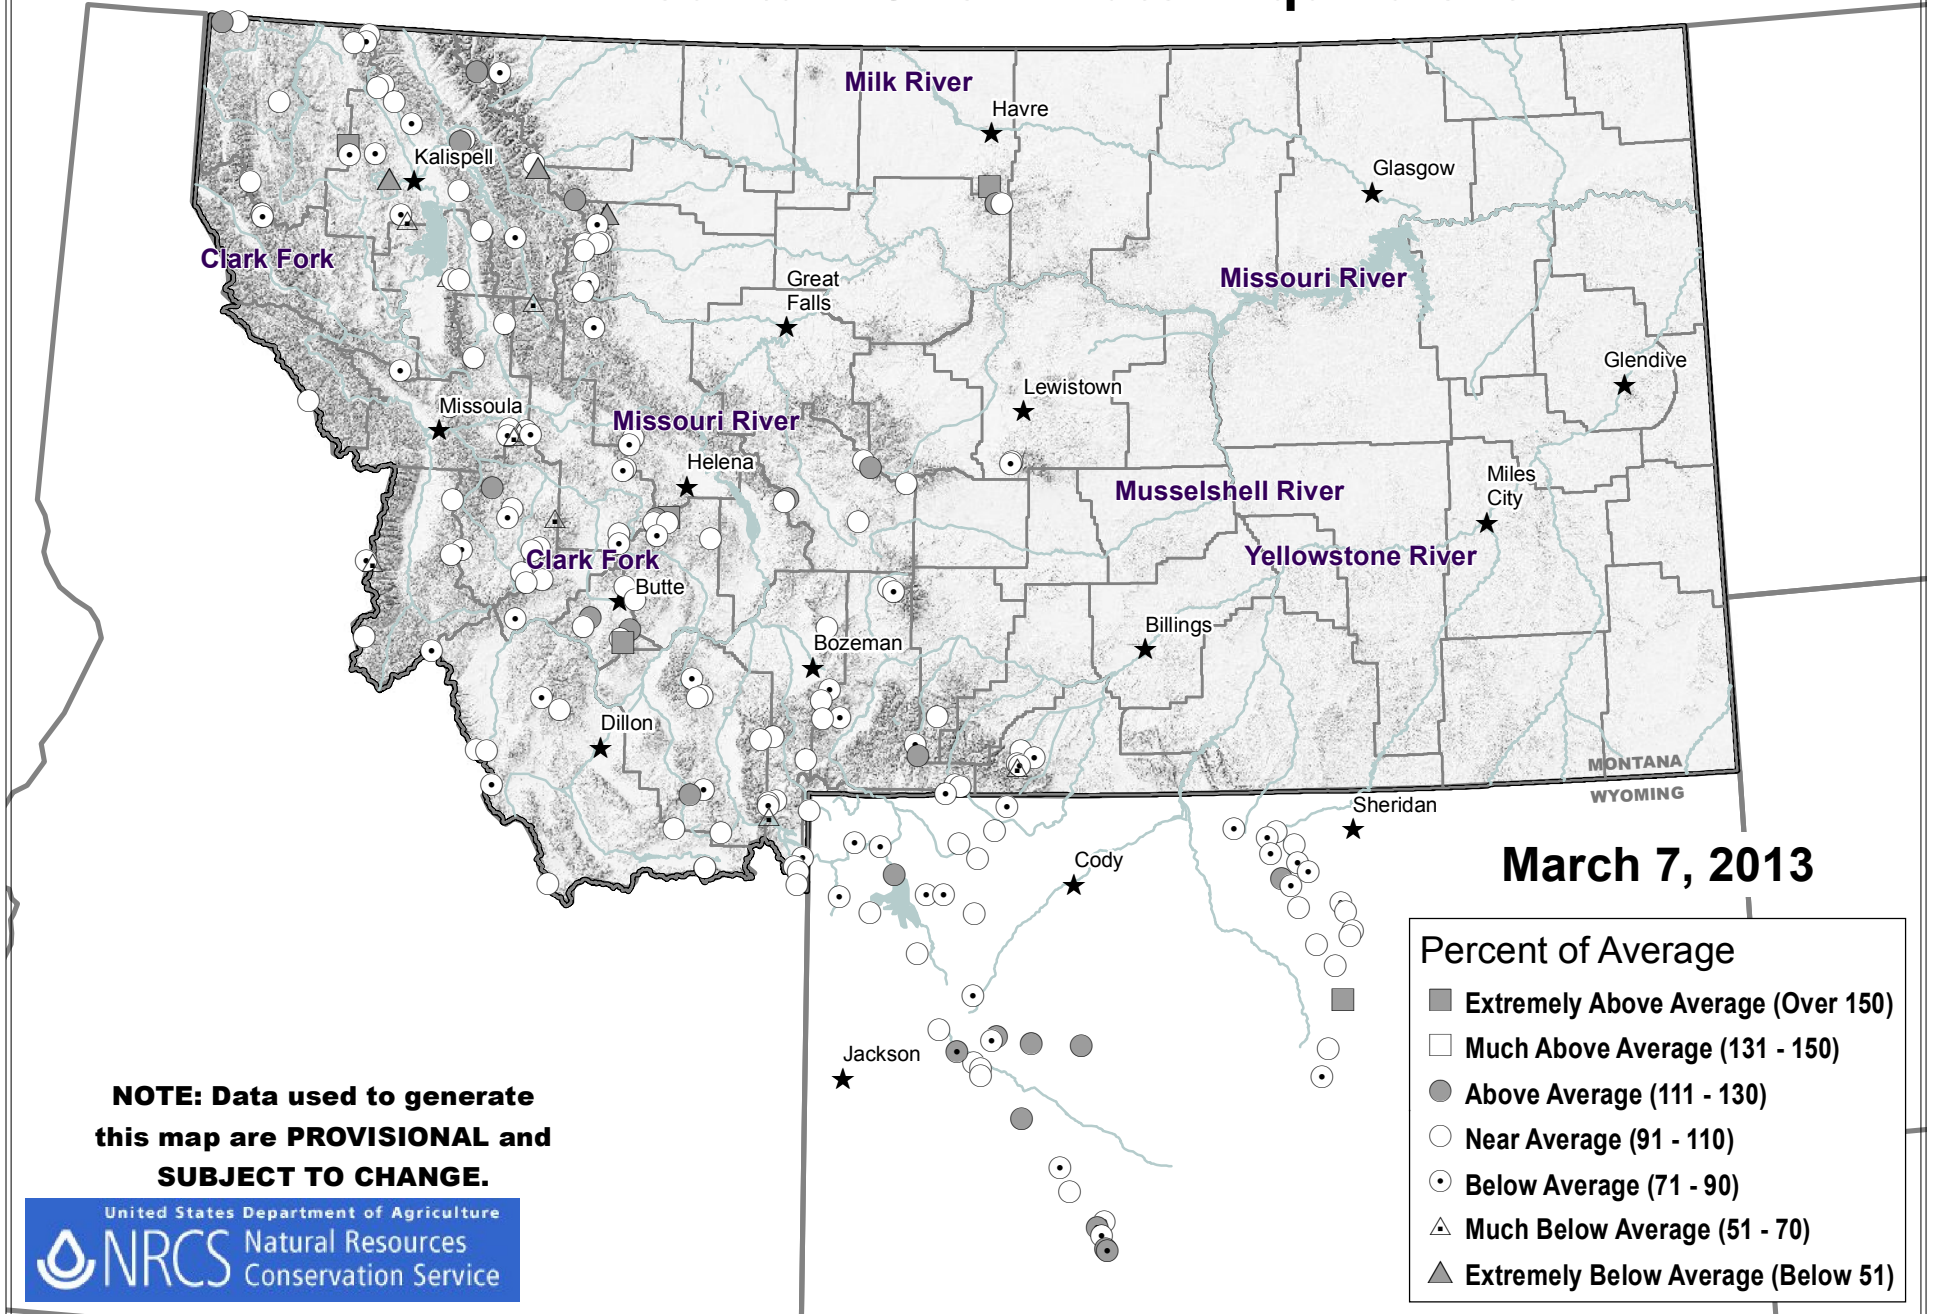 Milk River
Havre
Kalispell
Glasgow
Clark Fork
Missouri River
Great
Falls
Glendive
Lewistown
Missoula
Missouri River
Helena
Miles
City
Musselshell River
Clark Fork
Yellowstone River
Butte
Billings
Bozeman
Dillon
MONTANA
WYOMING
Sheridan
Cody
March 7, 2013
Jackson
Percent of Average
Extremely Above Average (Over 150)
Much Above Average (131 - 150)
Above Average (111 - 130)
Near Average (91 - 110)
Below Average (71 - 90)
Much Below Average (51 - 70)
Extremely Below Average (Below 51)
NOTE: Data used to generate
this map are PROVISIONAL and
SUBJECT TO CHANGE.
United States Department of Agriculture
NRCS Natural Resources
Conservation Service